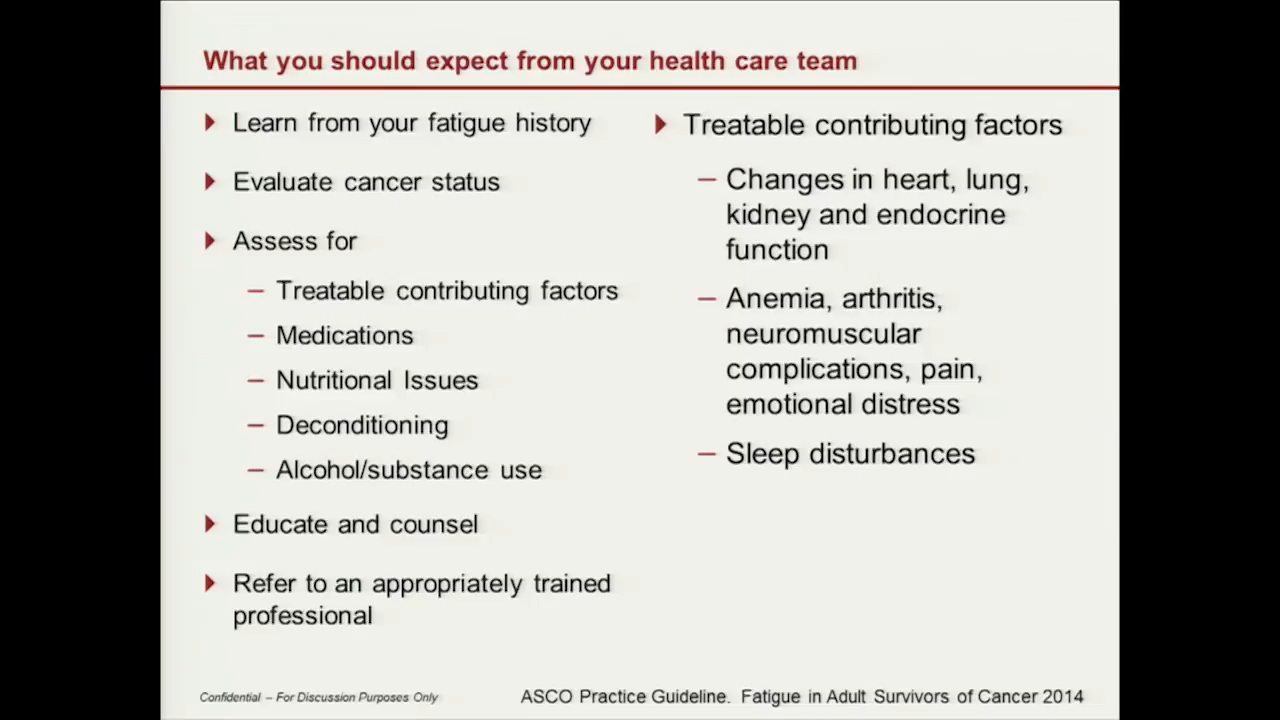 What you should expect from your health care team
Learn from your fatigue history
Evaluate cancer status
Assess for
– Treatable contributing factors
– Medications
– Nutritional Issues
– Deconditioning
– Alcohol/substance use
Educate and counsel
Refer to an appropriately trained
professional
Treatable contributing factors
– Changes in heart, lung,
kidney and endocrine
function
– Anemia, arthritis,
neuromuscular
complications, pain,
emotional distress
– Sleep disturbances
Confidential – For Discussion Purposes Only
ASCO Practice Guideline. Fatigue in Adult Survivors of Cancer 2014